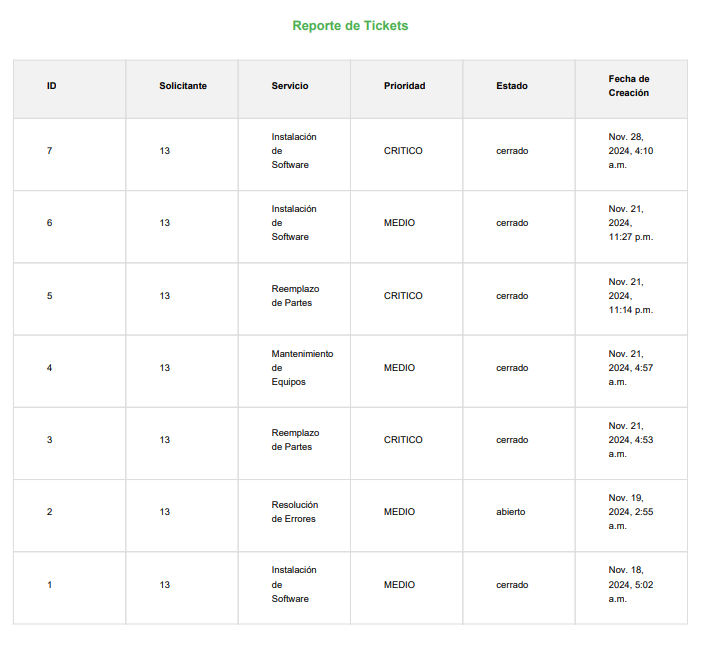 Reporte de Tickets
ID Solicitante Servicio Prioridad Estado Fecha de
Creación
7 13 Instalación
de
Software CRITICO cerrado Nov. 28,
2024, 4:10
a.m.
6 13 Instalación
de
Software MEDIO cerrado Nov. 21,
2024,
11:27 p.m.
5 13 Reemplazo
de Partes CRITICO cerrado Nov. 21,
2024,
11:14 p.m.
4 13 Mantenimiento
de
Equipos MEDIO cerrado Nov. 21,
2024, 4:57
a.m.
3 13 Reemplazo
de Partes CRITICO cerrado Nov. 21,
2024, 4:53
a.m.
2 13 Resolución
de Errores MEDIO abierto Nov. 19,
2024, 2:55
a.m.
1 13 Instalación
de
Software MEDIO cerrado Nov. 18,
2024, 5:02
a.m.